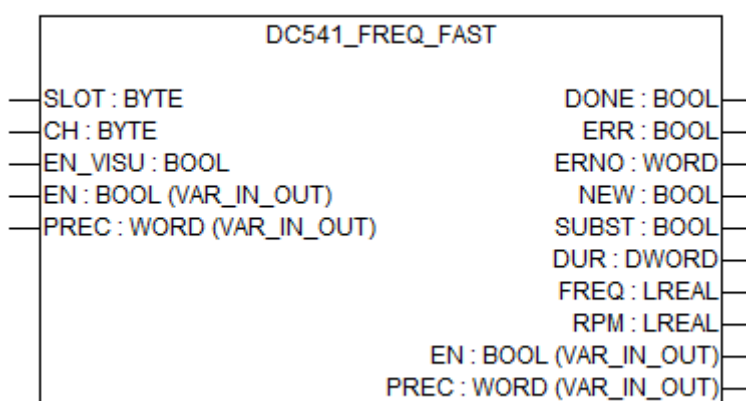 DC541_FREQ_FAST
SLOT : BYTE DONE : BOOL
CH : BYTE ERR : BOOL
EN_VISU : BOOL ERNO : WORD
EN : BOOL (VAR_IN_OUT) NEW : BOOL
PREC : WORD (VAR_IN_OUT) SUBST : BOOL
DUR : DWORD
FREQ : LREAL
RPM : LREAL
EN : BOOL (VAR_IN_OUT)
PREC : WORD (VAR_IN_OUT)